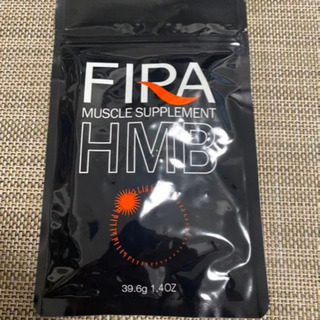 FIRA
MUSCLE SUPPLEMENT
HMB
39.6g 1.4OZ